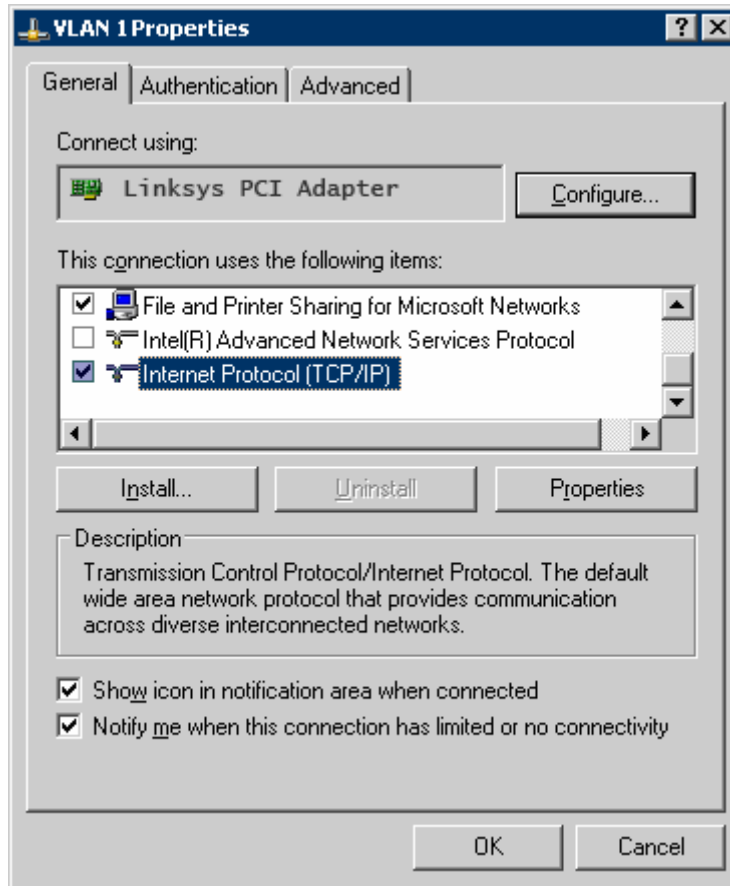 VLAN 1 Properties
General
Authentication
Advanced
Connect using:
Linksys PCI Adapter
Configure...
This connection uses the following items:
File and Printer Sharing for Microsoft Networks
Intel(R) Advanced Network Services Protocol
Internet Protocol (TCP/IP)
Install...
Uninstall
Properties
Description
Transmission Control Protocol/Internet Protocol. The default
wide area network protocol that provides communication
across diverse interconnected networks.
Show icon in notification area when connected
Notify me when this connection has limited or no connectivity
OK
Cancel